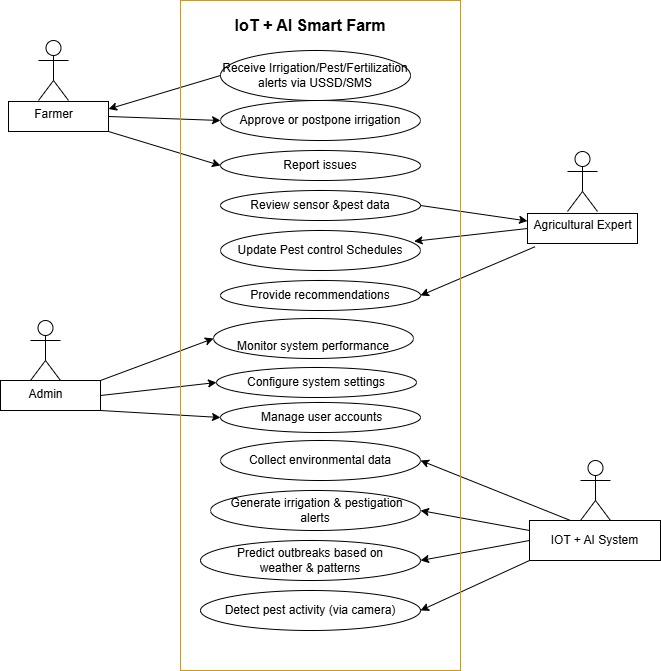 IoT + AI Smart Farm
Receive Irrigation/Pest/Fertilization
alerts via USSD/SMS
Farmer
Approve or postpone irrigation
Report issues
Review sensor &pest data
Agricultural Expert
Update Pest control Schedules
Provide recommendations
Monitor system performance
Admin
Configure system settings
Manage user accounts
Collect environmental data
Generate irrigation & pestigation
alerts
IOT + AI System
Predict outbreaks based on
weather & patterns
Detect pest activity (via camera)